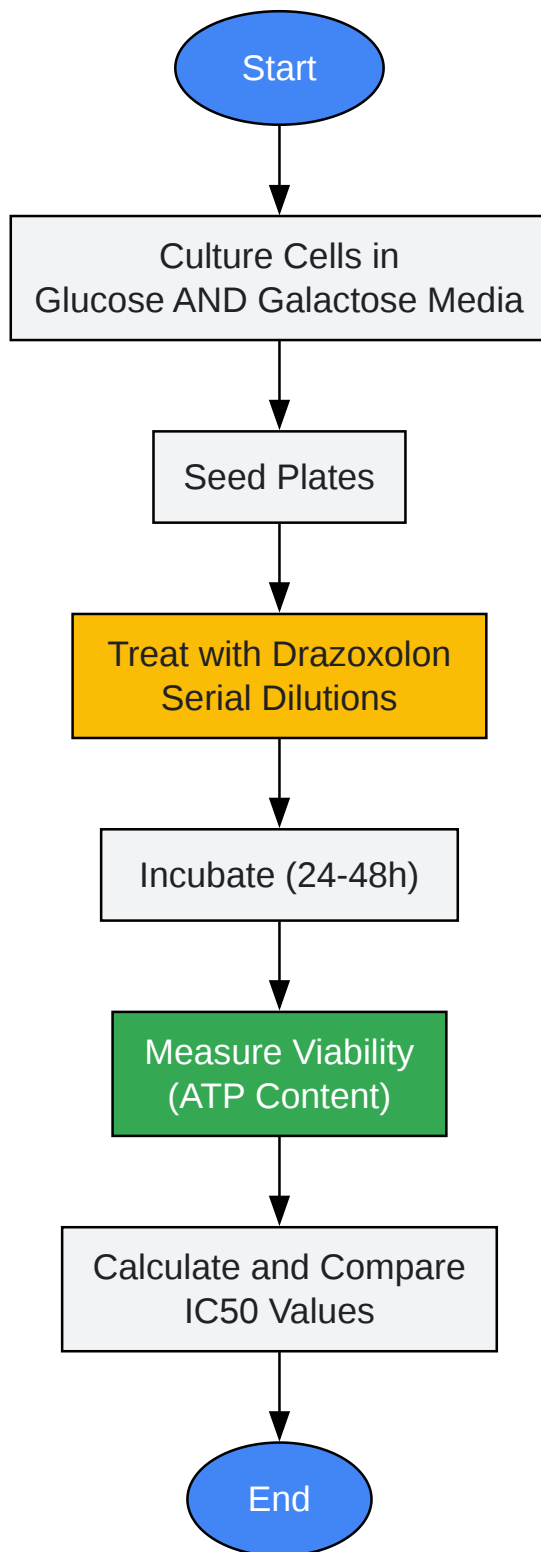 Start
Culture Cells in
Glucose AND Galactose Media
Seed Plates
Treat with Drazoxolon
Serial Dilutions
Incubate (24-48h)
Measure Viability
(ATP Content)
Calculate and Compare
IC50 Values
End